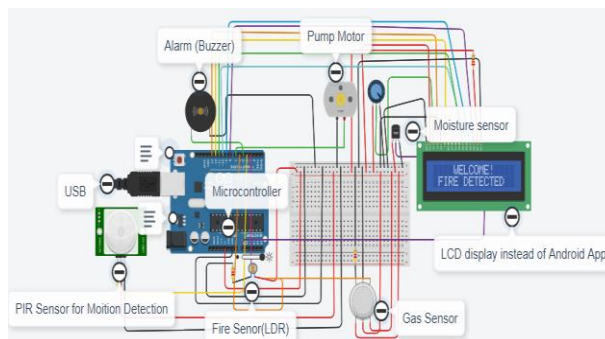 Pump Motor
Alarm (Buzzer)
Moisture sensor
WELCOME!
FIRE DETECTED
USB
Microcontroller
LCD display instead of Android App
PIR Sensor for Moition Detection
Gas Sensor
Fire Senor(LDR)